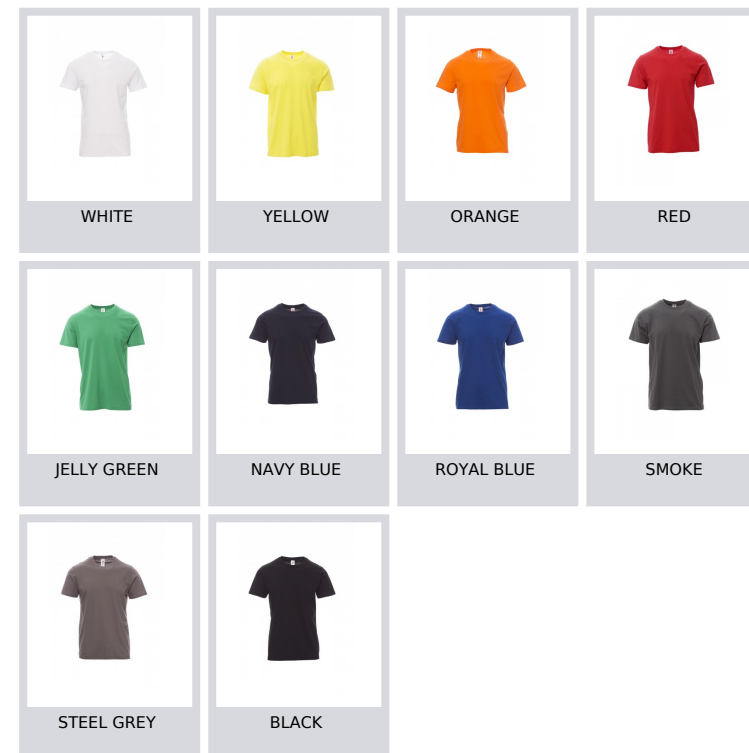 WHITE
YELLOW
ORANGE
RED
JELLY GREEN
NAVY BLUE
ROYAL BLUE
SMOKE
STEEL GREY
BLACK